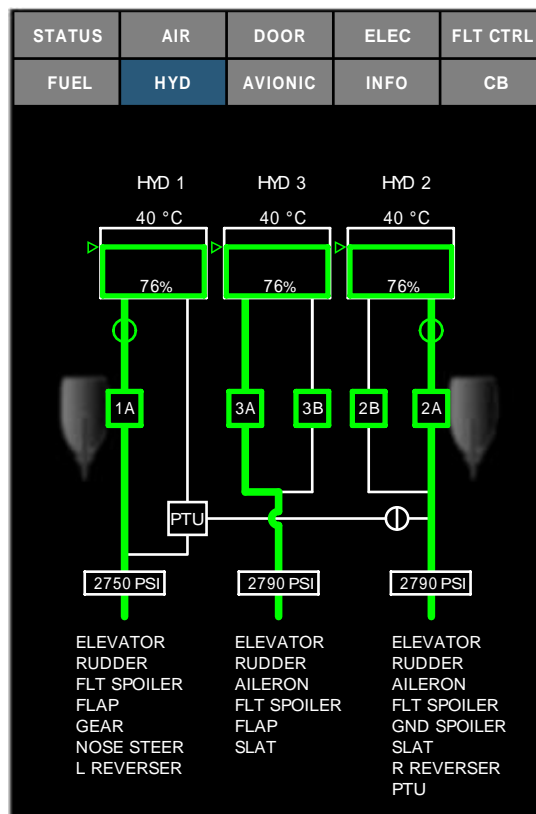 STATUS AIR DOOR ELEC FLT CTRL
FUEL HYD AVIONIC INFO CB
HYD 1 HYD 3 HYD 2
40 °C 40 °C 40 °C
76% 76% 76%
1A 3A 3B 2B 2A
PTU
2750 PSI 2790 PSI 2790 PSI
ELEVATOR ELEVATOR ELEVATOR
RUDDER RUDDER RUDDER
FLT SPOILER AILERON AILERON
FLAP FLT SPOILER FLT SPOILER
GEAR FLAP GND SPOILER
NOSE STEER SLAT SLAT
L REVERSER R REVERSER
PTU